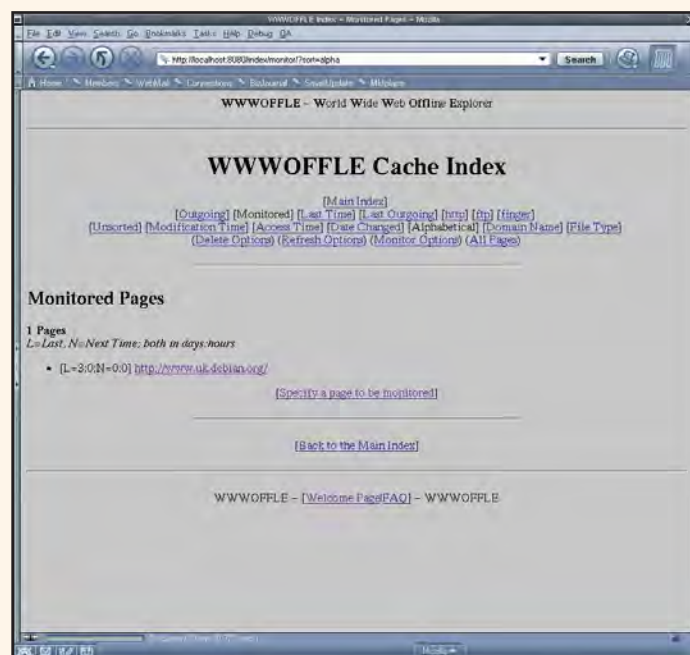 WWWOFFLE Index - Monitored Pages - Mozilla
File Edit View Search Go Bookmarks Tasks Help Debug QA
http://localhost:8080/index/monitor/?sort=alpha
Search
Home Members WebMail Connections BizJournal SmartUpdate Mktplace
WWWOFFLE - World Wide Web Offline Explorer
WWWOFFLE Cache Index
[Main Index]
[Outgoing] [Monitored] [Last Time] [Last Outgoing] [http] [ftp] [finger]
[Unsorted] [Modification Time] [Access Time] [Date Changed] [Alphabetical] [Domain Name] [File Type]
(Delete Options) (Refresh Options) (Monitor Options) (All Pages)
Monitored Pages
1 Pages
L=Last, N=Next Time; both in days:hours
[L=3:0;N=0:0] http://www.uk.debian.org/
[Specify a page to be monitored]
[Back to the Main Index]
WWWOFFLE - [Welcome Page|FAQ] - WWWOFFLE